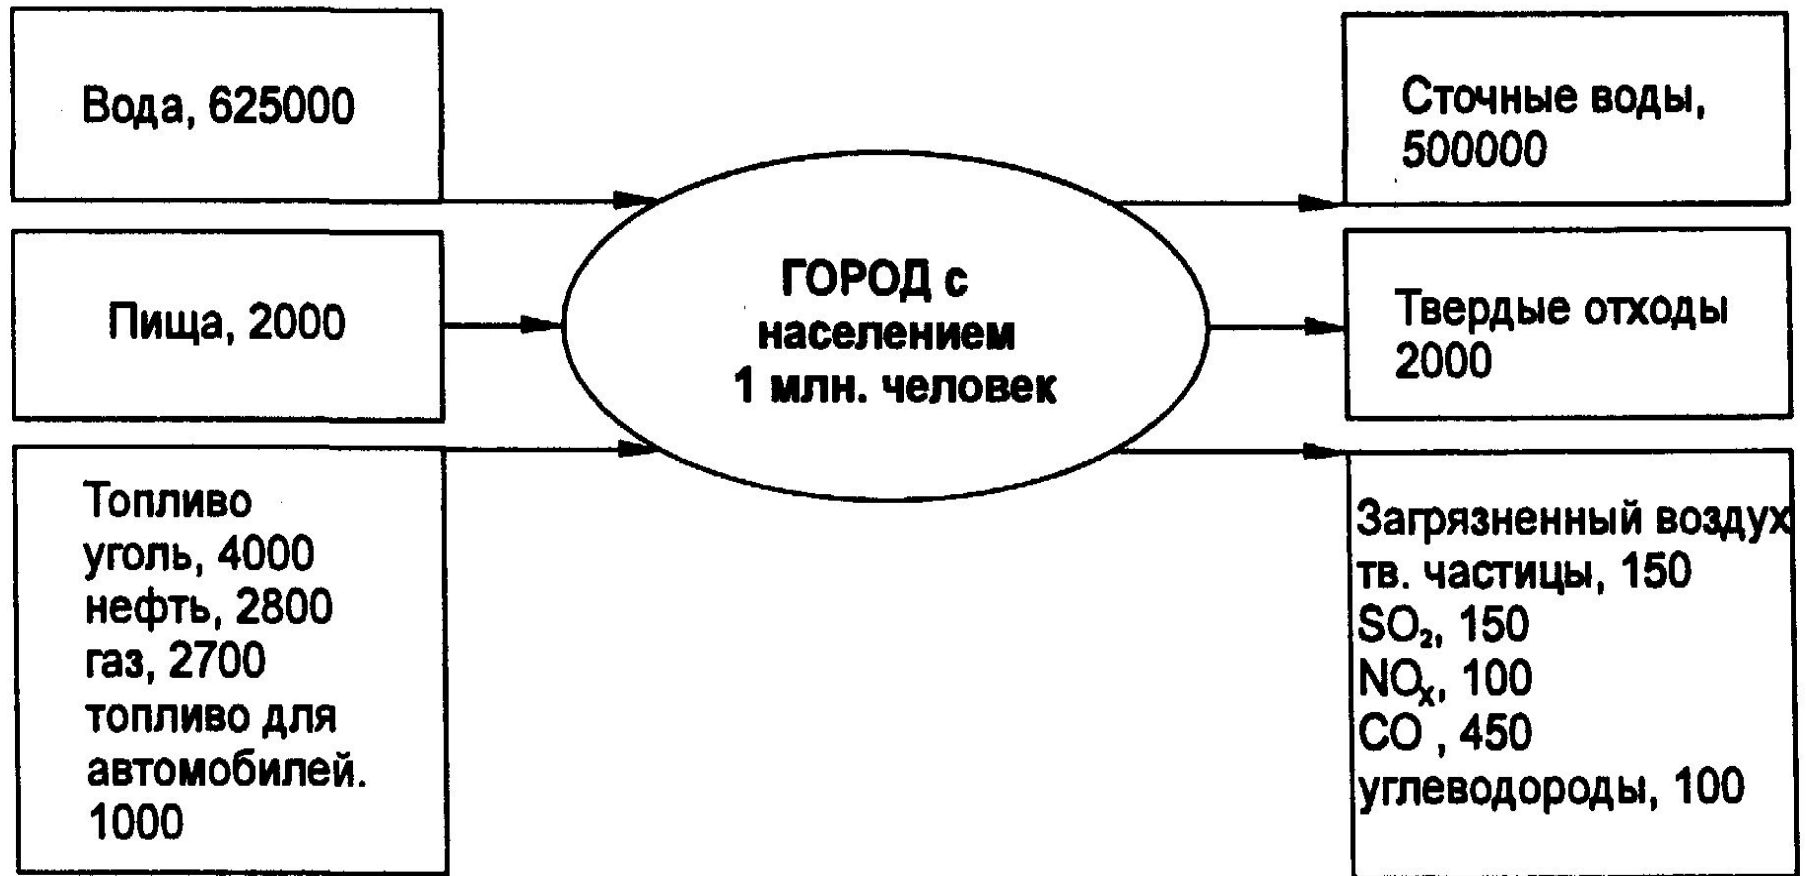 Вода, 625000
Пища, 2000
Топливо
уголь, 4000
нефть, 2800
газ, 2700
топливо для
автомобилей.
1000
ГОРОД с
населением
1 млн. человек
Сточные воды,
500000
Твердые отходы
2000
Загрязненный воздух
тв. частицы, 150
SO₂, 150
NOₓ, 100
CO , 450
углеводороды, 100